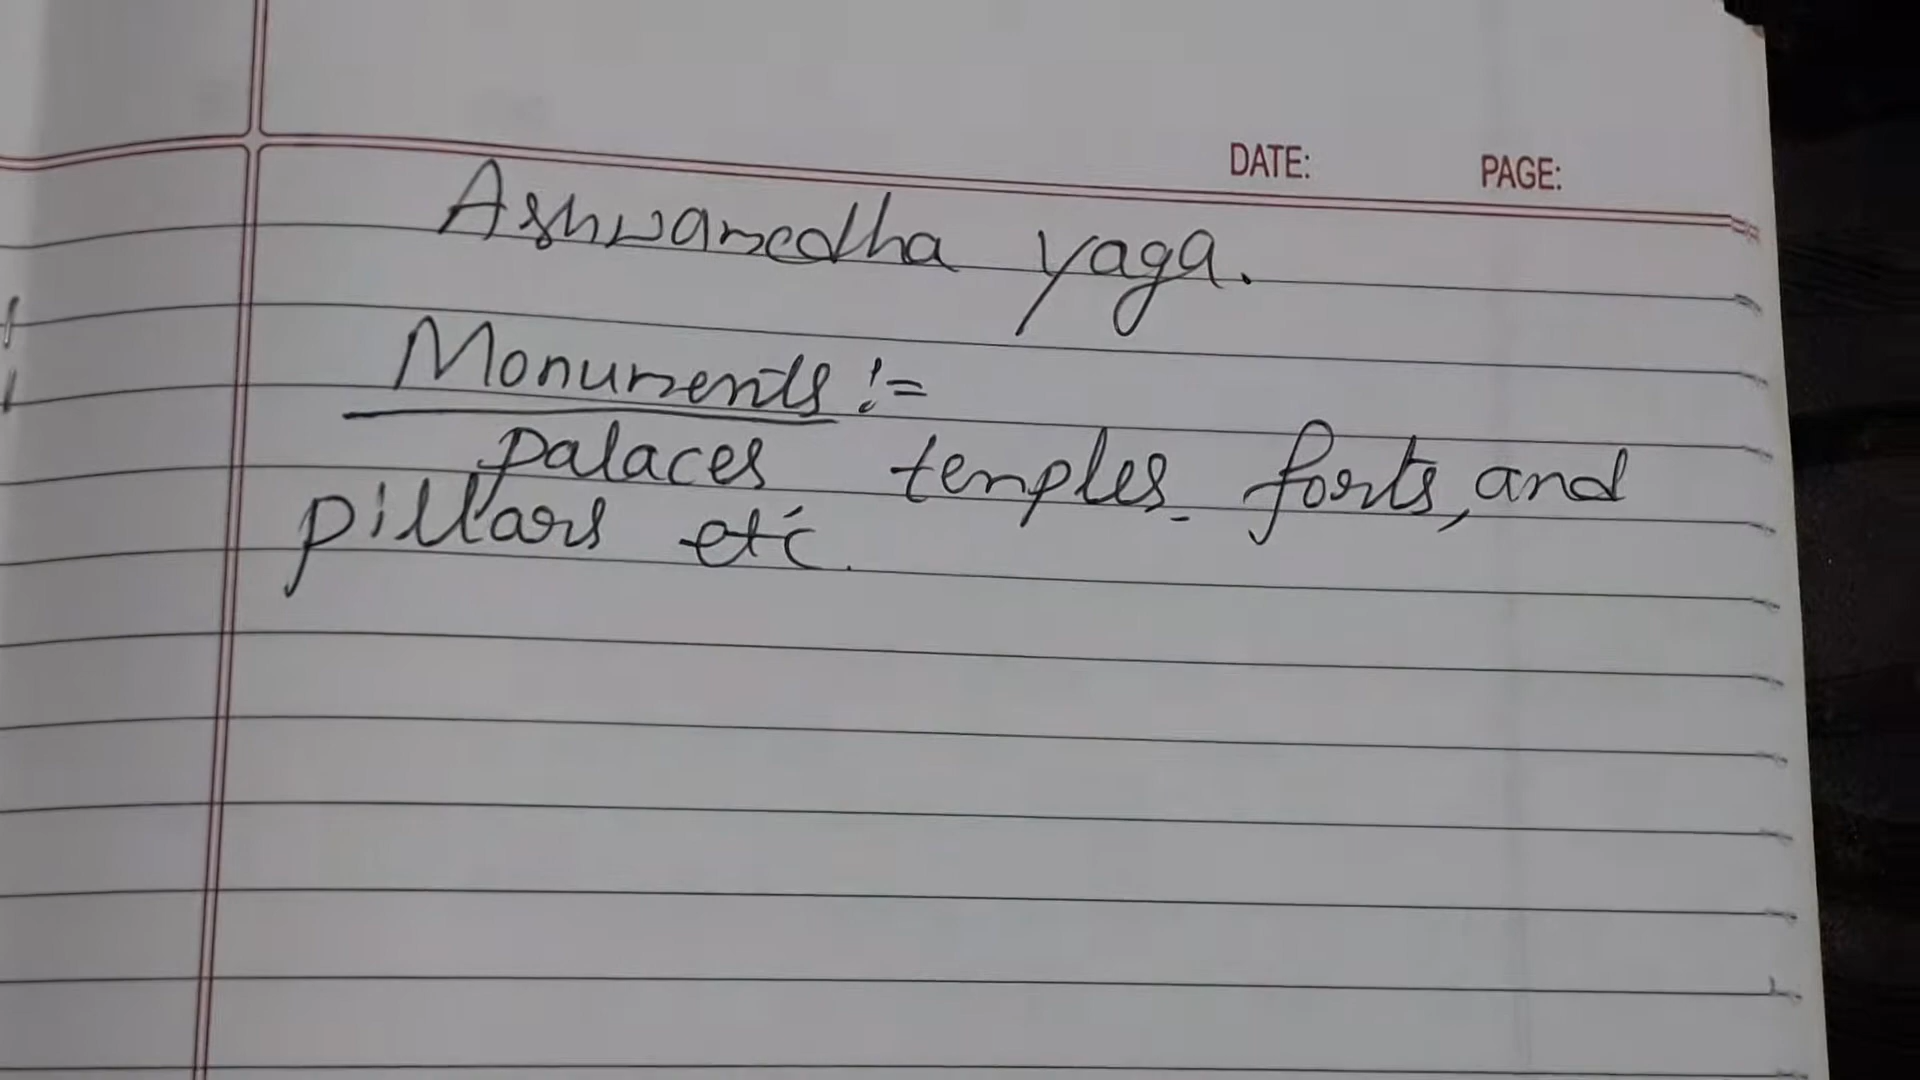 DATE: PAGE:
Ashwamedha yaga.
Monuments :=
palaces temples forts, and
pillars etc.